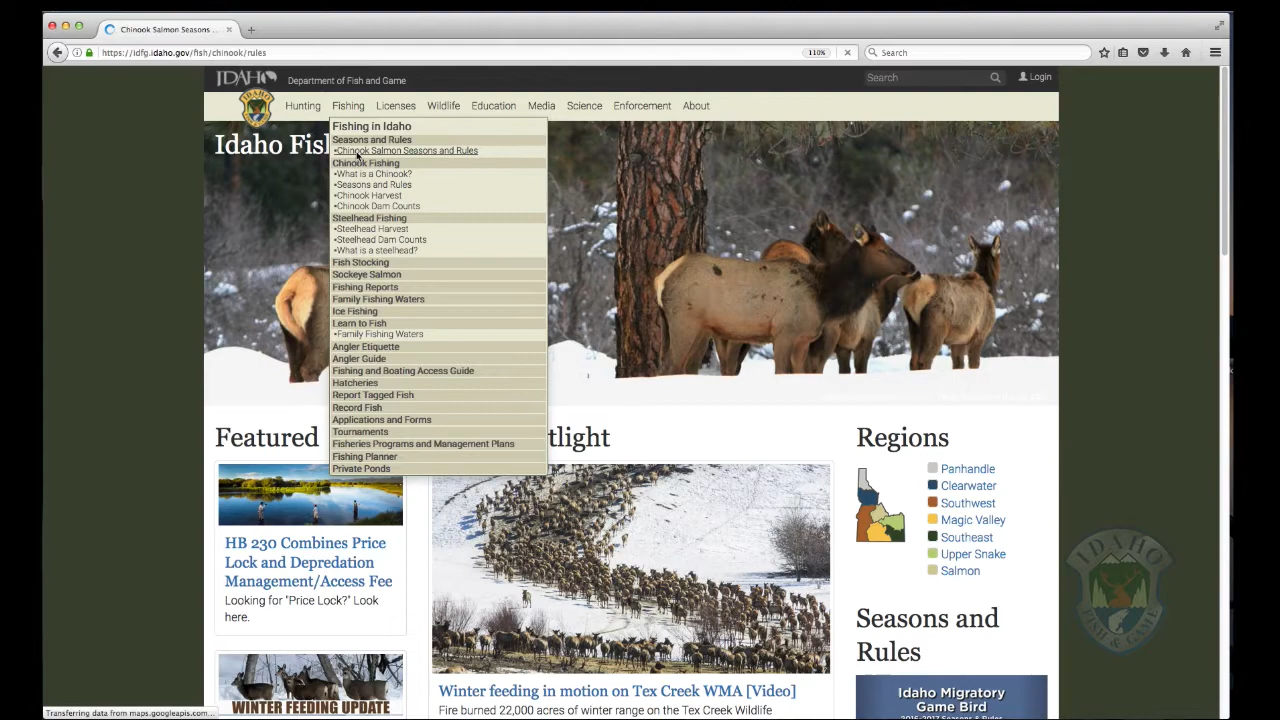 Chinook Salmon Seasons ...
https://idfg.idaho.gov/fish/chinook/rules
110%
Search
IDAHO
Department of Fish and Game
Search
Login
Hunting Fishing Licenses Wildlife Education Media Science Enforcement About
Idaho Fis
Fishing in Idaho
Seasons and Rules
•Chinook Salmon Seasons and Rules
Chinook Fishing
•What is a Chinook?
•Seasons and Rules
•Chinook Harvest
•Chinook Dam Counts
Steelhead Fishing
•Steelhead Harvest
•Steelhead Dam Counts
•What is a steelhead?
Fish Stocking
Sockeye Salmon
Fishing Reports
Family Fishing Waters
Ice Fishing
Learn to Fish
•Family Fishing Waters
Angler Etiquette
Angler Guide
Fishing and Boating Access Guide
Hatcheries
Report Tagged Fish
Record Fish
Applications and Forms
Tournaments
Fisheries Programs and Management Plans
Fishing Planner
Private Ponds
Featured
tlight
HB 230 Combines Price
Lock and Depredation
Management/Access Fee
Looking for "Price Lock?" Look
here.
WINTER FEEDING UPDATE
Winter feeding in motion on Tex Creek WMA [Video]
Fire burned 22,000 acres of winter range on the Tex Creek Wildlife
Regions
Panhandle
Clearwater
Southwest
Magic Valley
Southeast
Upper Snake
Salmon
Seasons and
Rules
Idaho Migratory
Game Bird
2016-2017 Seasons & Rules
IDAHO
FISH & GAME
Transferring data from maps.googleapis.com...